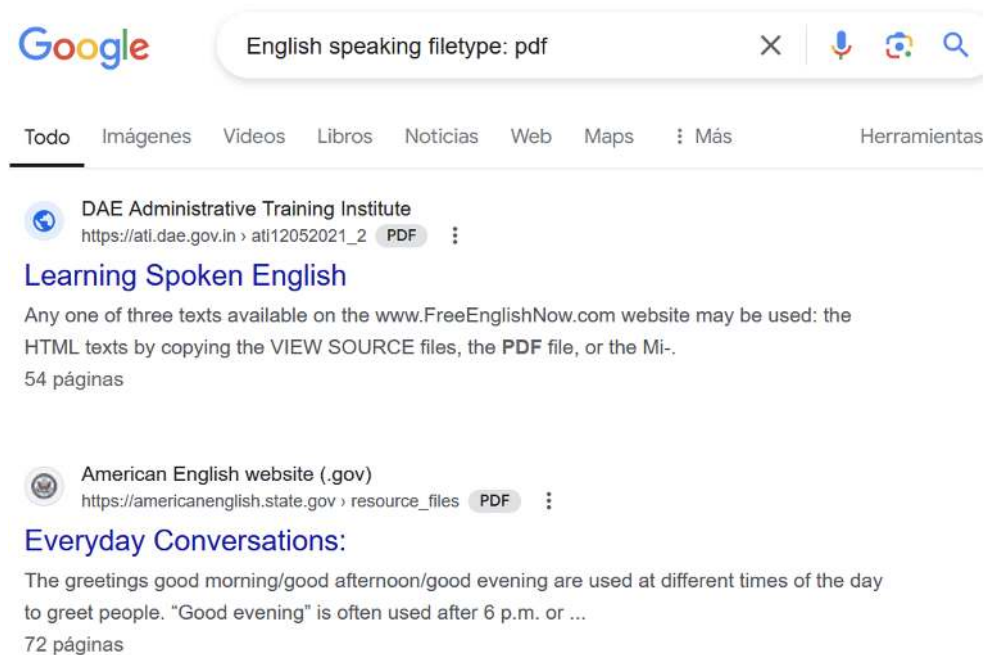 Google
English speaking filetype: pdf
Todo Imágenes Videos Libros Noticias Web Maps Más Herramientas
DAE Administrative Training Institute
https://ati.dae.gov.in › ati12052021_2 PDF
Learning Spoken English
Any one of three texts available on the www.FreeEnglishNow.com website may be used: the
HTML texts by copying the VIEW SOURCE files, the PDF file, or the Mi-.
54 páginas
American English website (.gov)
https://americanenglish.state.gov › resource_files PDF
Everyday Conversations:
The greetings good morning/good afternoon/good evening are used at different times of the day
to greet people. “Good evening” is often used after 6 p.m. or ...
72 páginas